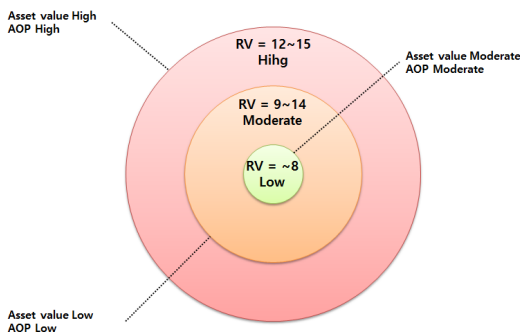 Asset value High
AOP High
RV = 12~15
Hihg
Asset value Moderate
AOP Moderate
RV = 9~14
Moderate
RV = ~8
Low
Asset value Low
AOP Low